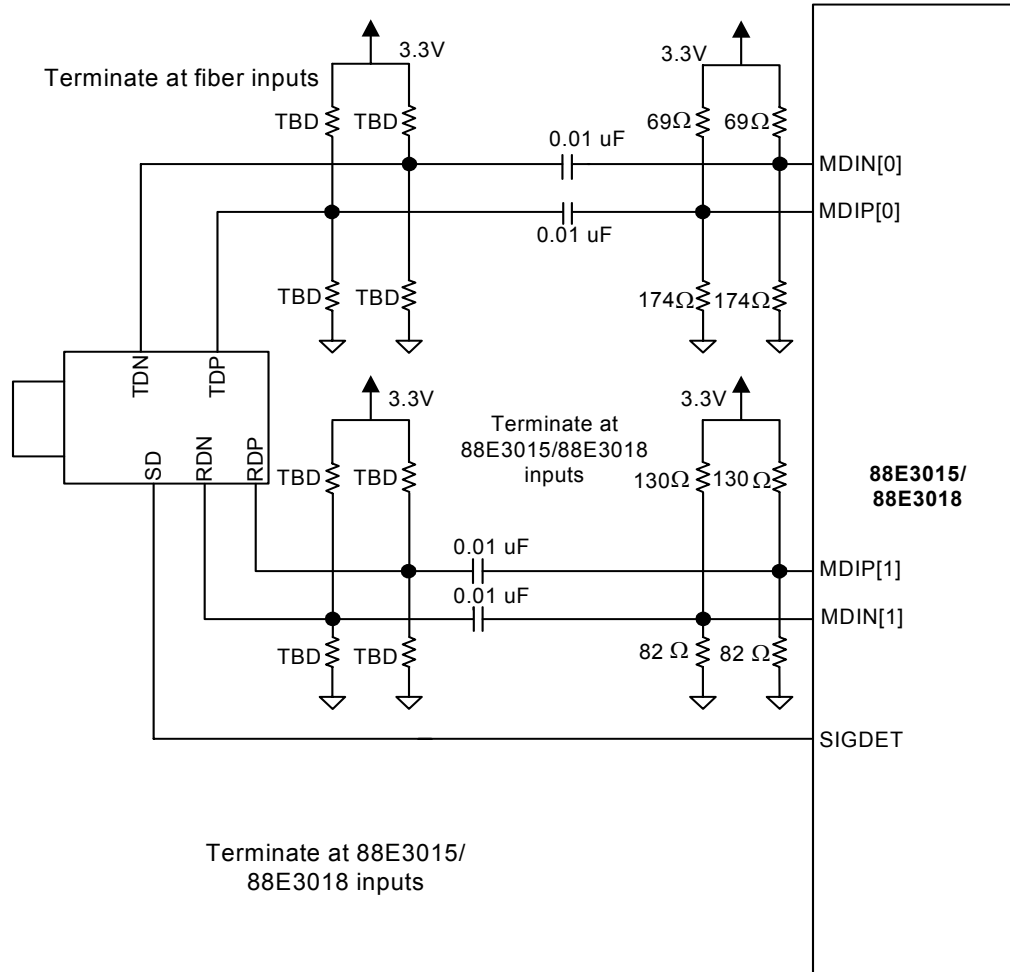 3.3V
3.3V
Terminate at fiber inputs
TBD
TBD
69Ω
69Ω
0.01 uF
MDIN[0]
MDIP[0]
0.01 uF
TBD
TBD
174Ω
174Ω
TDN
TDP
SD
RDN
RDP
3.3V
3.3V
Terminate at
88E3015/88E3018
inputs
TBD
TBD
130Ω
130Ω
88E3015/
88E3018
0.01 uF
MDIP[1]
0.01 uF
MDIN[1]
TBD
TBD
82 Ω
82 Ω
SIGDET
Terminate at 88E3015/
88E3018 inputs